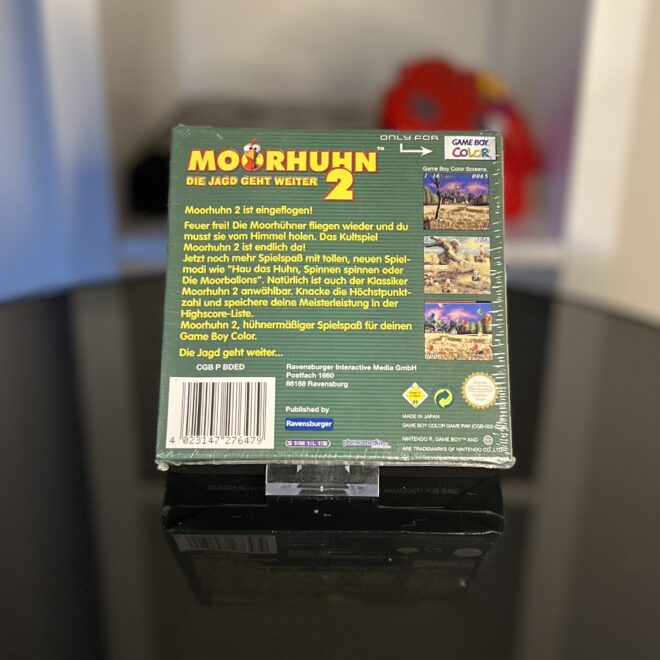 ONLY FOR
GAME BOY
COLOR
MOORHUHN™
DIE JAGD GEHT WEITER 2
Game Boy Color Screens.
Moorhuhn 2 ist eingeflogen!
Feuer frei! Die Moorhühner fliegen wieder und du
musst sie vom Himmel holen. Das Kultspiel
Moorhuhn 2 ist endlich da!
Jetzt noch mehr Spielspaß mit tollen, neuen Spiel-
modi wie "Hau das Huhn, Spinnen spinnen oder
Die Moorballons". Natürlich ist auch der Klassiker
Moorhuhn 2 anwählbar. Knacke die Höchstpunkt-
zahl und speichere deine Meisterleistung in der
Highscore-Liste.
Moorhuhn 2, hühnermäßiger Spielspaß für deinen
Game Boy Color.
Die Jagd geht weiter...
CGB P BDED
Ravensburger Interactive Media GmbH
Postfach 1860
88188 Ravensburg
4 023147 276479
Published by
Ravensburger
phenomedia
MADE IN JAPAN
GAME BOY COLOR GAME PAK (CGB-002
NINTENDO®, GAME BOY™ AND
ARE TRADEMARKS OF NINTENDO CO.,LTD.